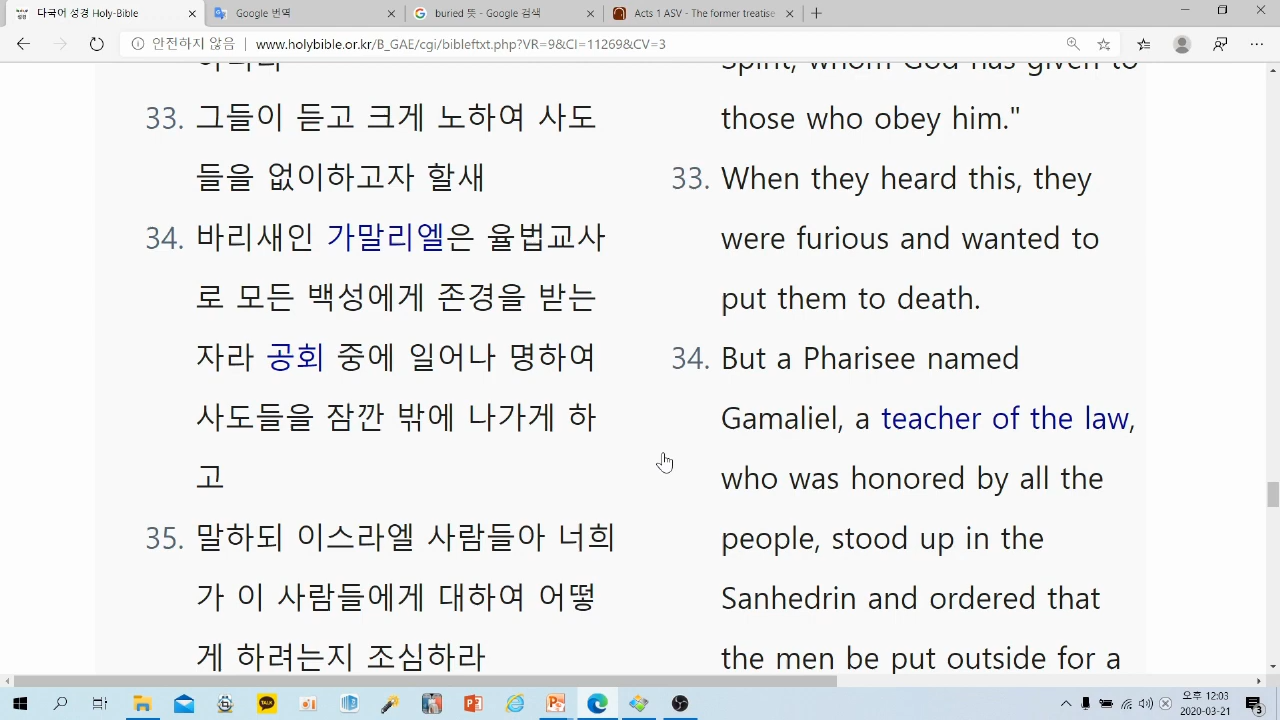 다국어 성경 Holy-Bible
Google 번역
buried 뜻 - Google 검색
Acts 1 ASV - The former treatise
안전하지 않음
www.holybible.or.kr/B_GAE/cgi/bibleftxt.php?VR=9&CI=11269&CV=3
33. 그들이 듣고 크게 노하여 사도
들을 없이하고자 할새
34. 바리새인 가말리엘은 율법교사
로 모든 백성에게 존경을 받는
자라 공회 중에 일어나 명하여
사도들을 잠깐 밖에 나가게 하
고
35. 말하되 이스라엘 사람들아 너희
가 이 사람들에게 대하여 어떻
게 하려는지 조심하라
Spirit, whom God has given to
those who obey him."
33. When they heard this, they
were furious and wanted to
put them to death.
34. But a Pharisee named
Gamaliel, a teacher of the law,
who was honored by all the
people, stood up in the
Sanhedrin and ordered that
the men be put outside for a
TALK
오후 12:03
2020-03-21
3